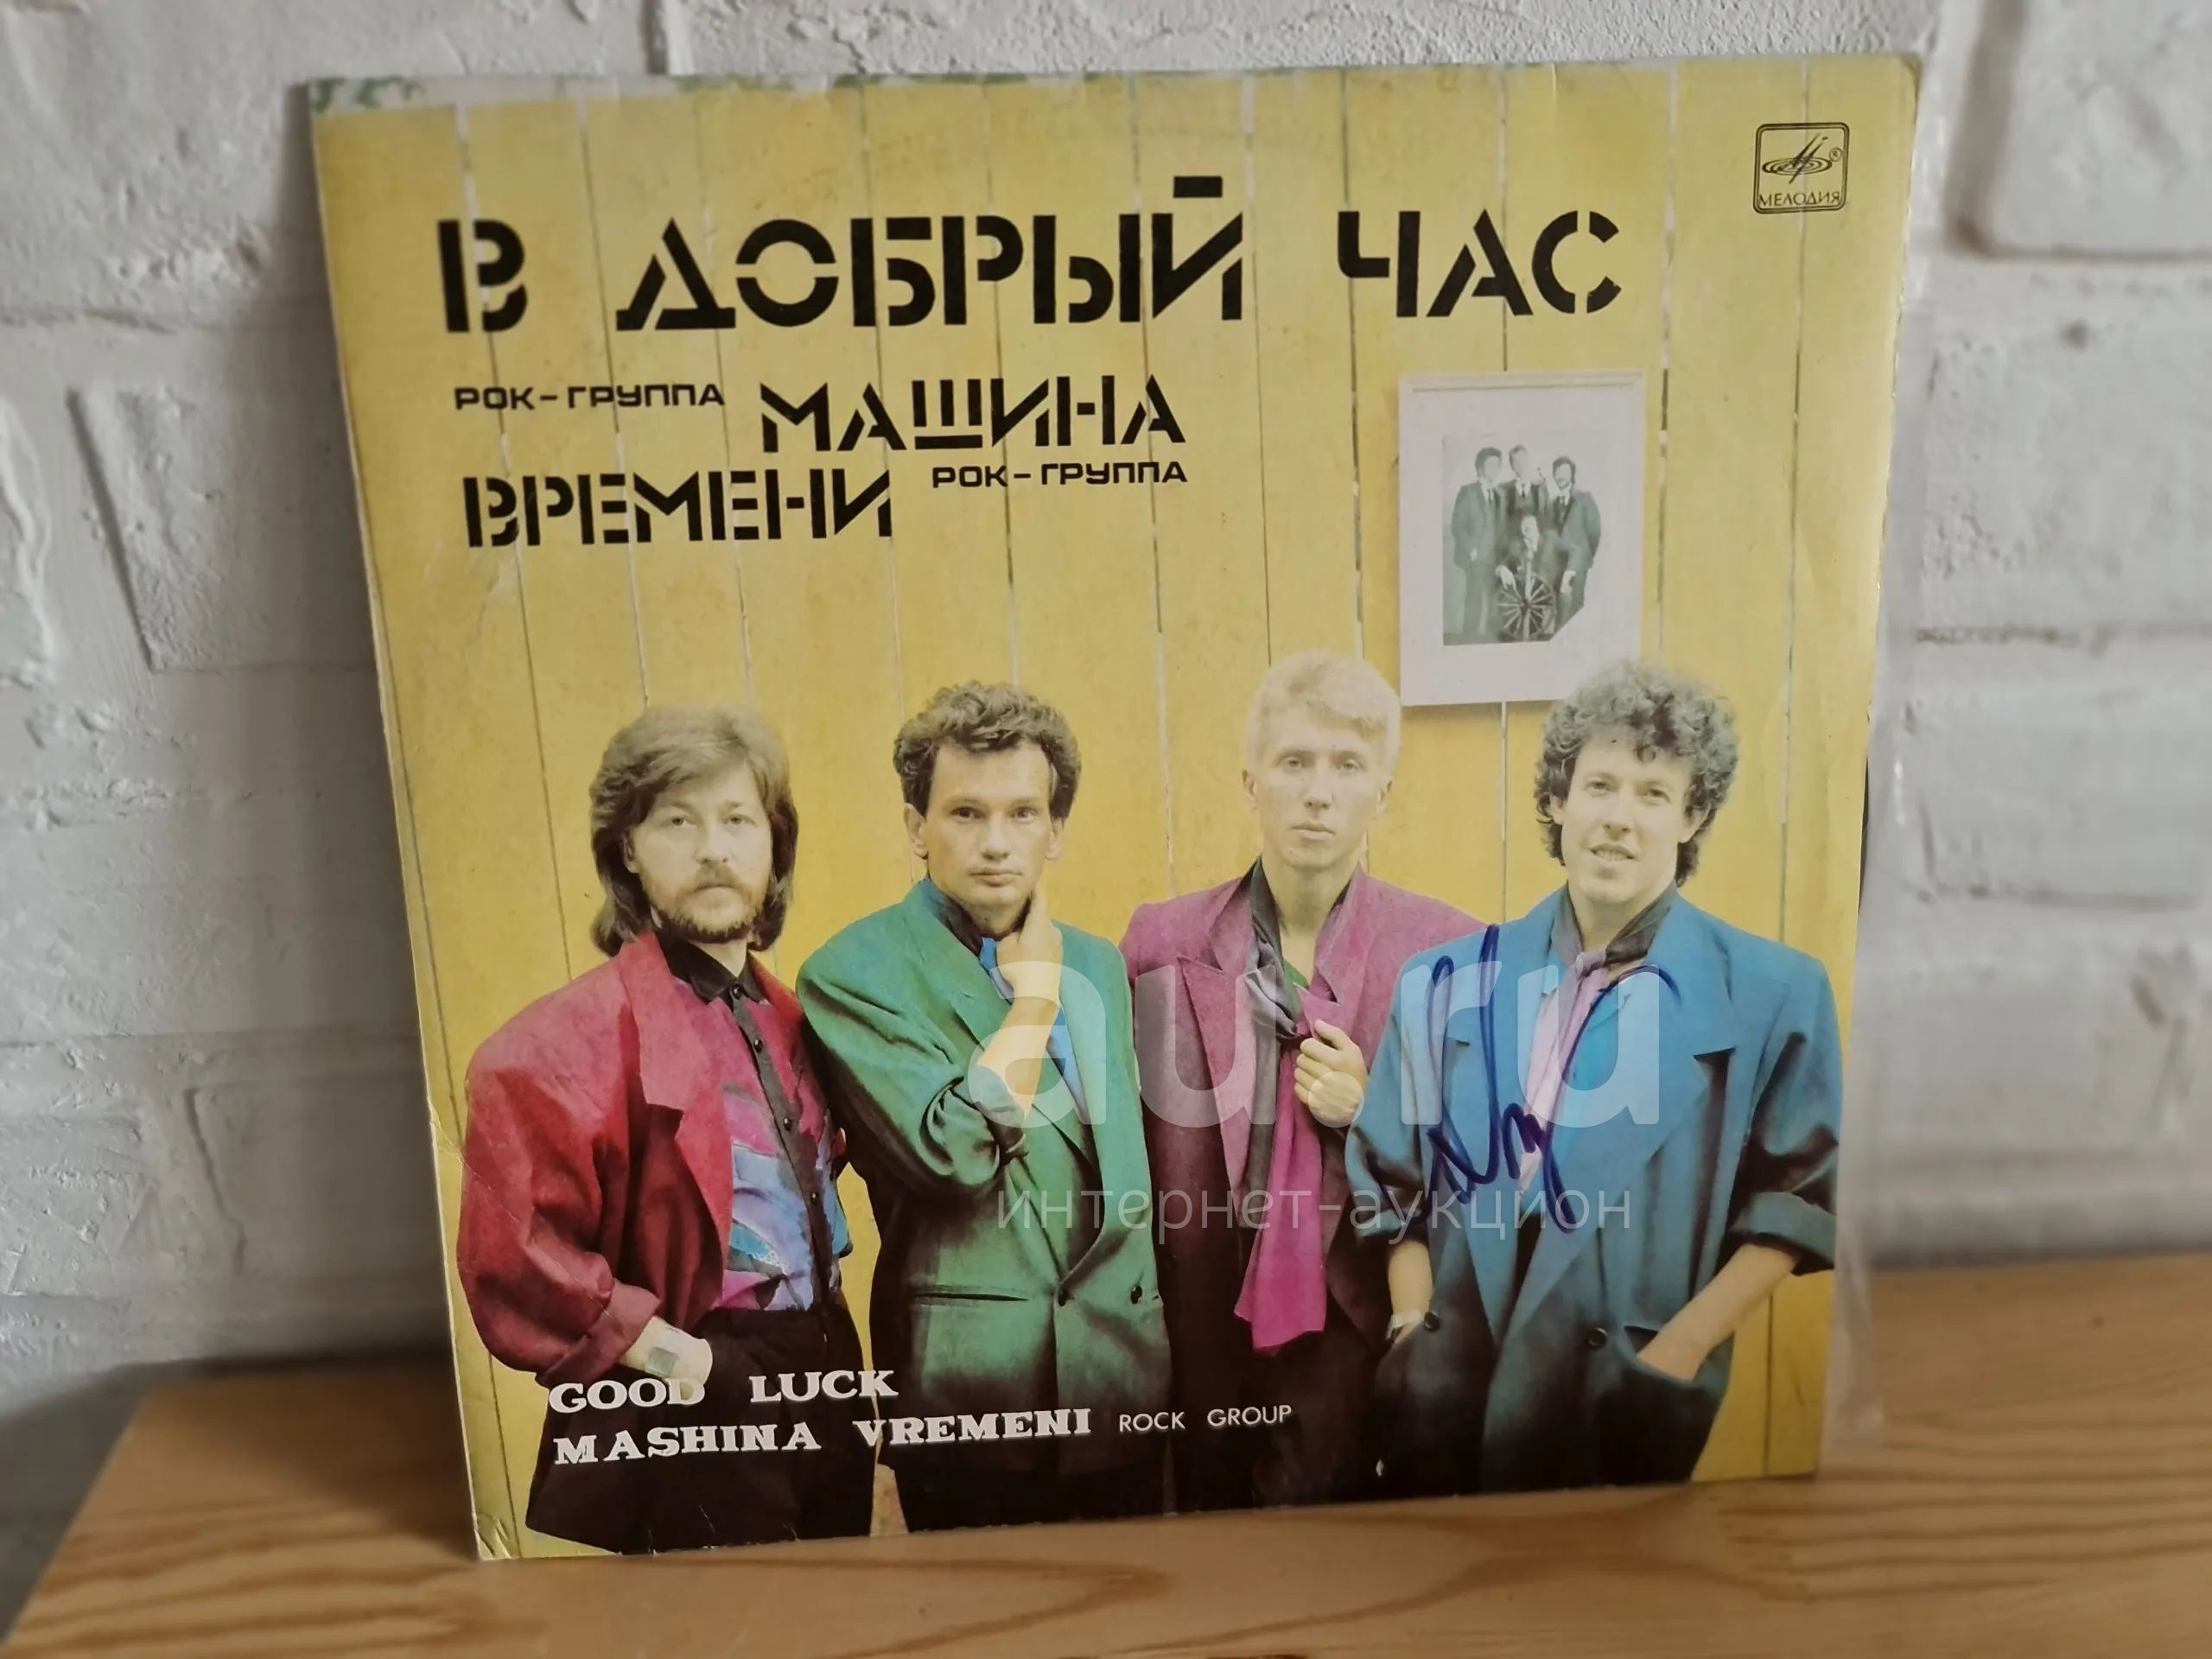 МЕЛОДИЯ
В ДОБРЫЙ ЧАС
РОК-ГРУППА МАШИНА
ВРЕМЕНИ РОК-ГРУППА
au.ru
интернет-аукцион
GOOD LUCK
MASHINA VREMENI ROCK GROUP